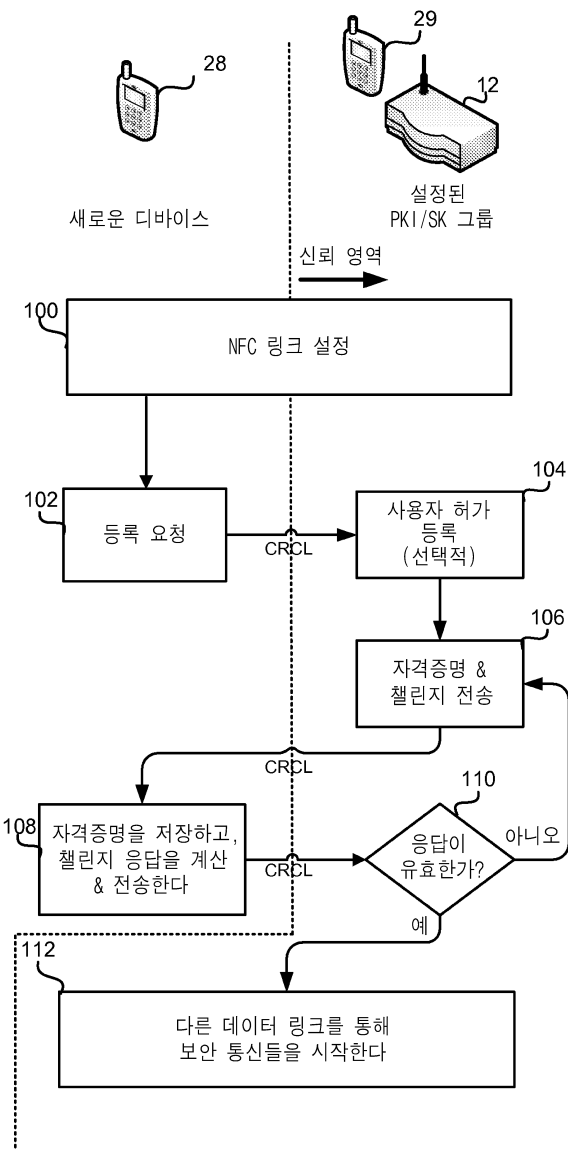 28
29
12
새로운 디바이스
설정된
PKI/SK 그룹
신뢰 영역
100
NFC 링크 설정
102
등록 요청
CRCL
104
사용자 허가
등록
(선택적)
106
자격증명 &
챌린지 전송
CRCL
108
자격증명을 저장하고,
챌린지 응답을 계산
& 전송한다
CRCL
110
응답이
유효한가?
아니오
예
112
다른 데이터 링크를 통해
보안 통신들을 시작한다